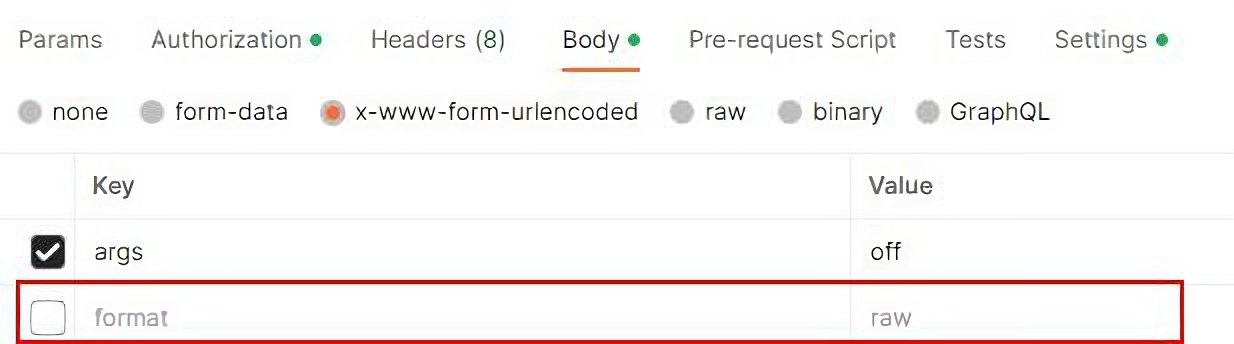 Params Authorization Headers (8) Body Pre-request Script Tests Settings
none form-data x-www-form-urlencoded raw binary GraphQL
Key Value
args off
format raw